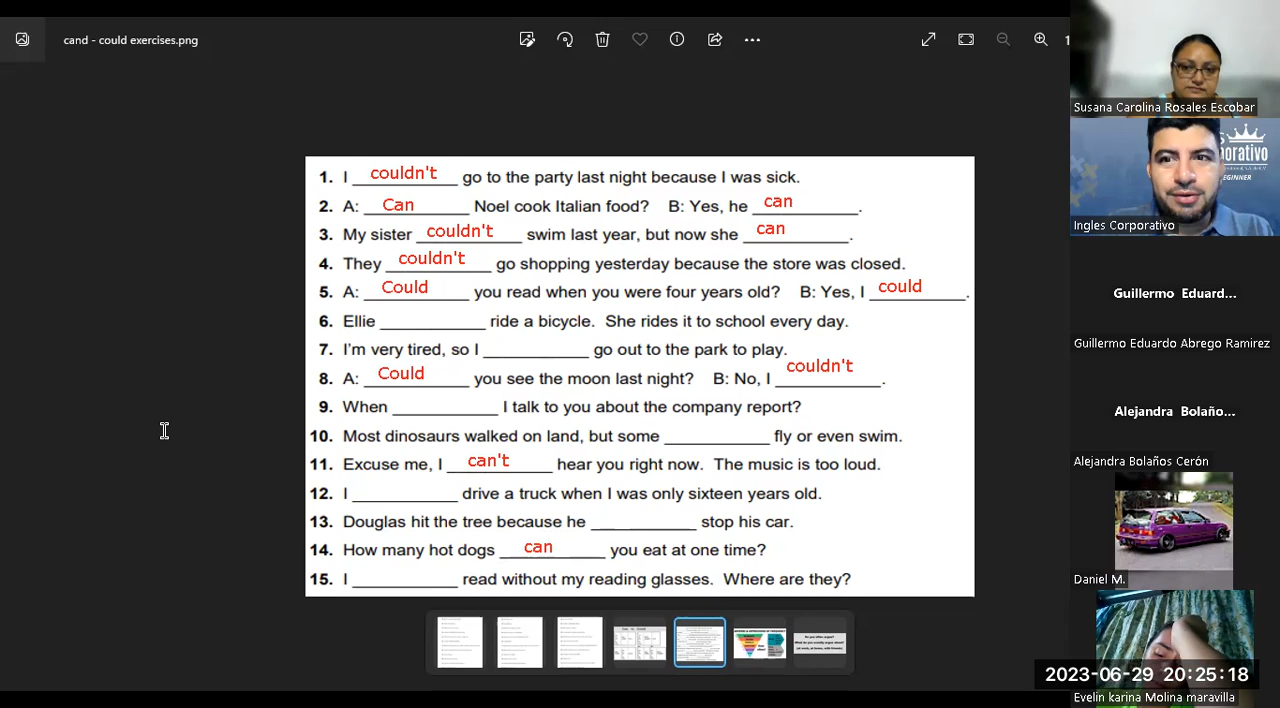 cand - could exercises.png
1
1. I couldn't go to the party last night because I was sick.
2. A: Can Noel cook Italian food? B: Yes, he can.
3. My sister couldn't swim last year, but now she can.
4. They couldn't go shopping yesterday because the store was closed.
5. A: Could you read when you were four years old? B: Yes, I could.
6. Ellie __________ ride a bicycle. She rides it to school every day.
7. I'm very tired, so I __________ go out to the park to play.
8. A: Could you see the moon last night? B: No, I couldn't.
9. When __________ I talk to you about the company report?
10. Most dinosaurs walked on land, but some __________ fly or even swim.
11. Excuse me, I can't hear you right now. The music is too loud.
12. I __________ drive a truck when I was only sixteen years old.
13. Douglas hit the tree because he __________ stop his car.
14. How many hot dogs can you eat at one time?
15. I __________ read without my reading glasses. Where are they?
Susana Carolina Rosales Escobar
orativo
EGINNER
Ingles Corporativo
Guillermo Eduard...
Guillermo Eduardo Abrego Ramirez
Alejandra Bolaño...
Alejandra Bolaños Cerón
Daniel M.
2023-06-29 20:25:18
Evelin karina Molina maravilla